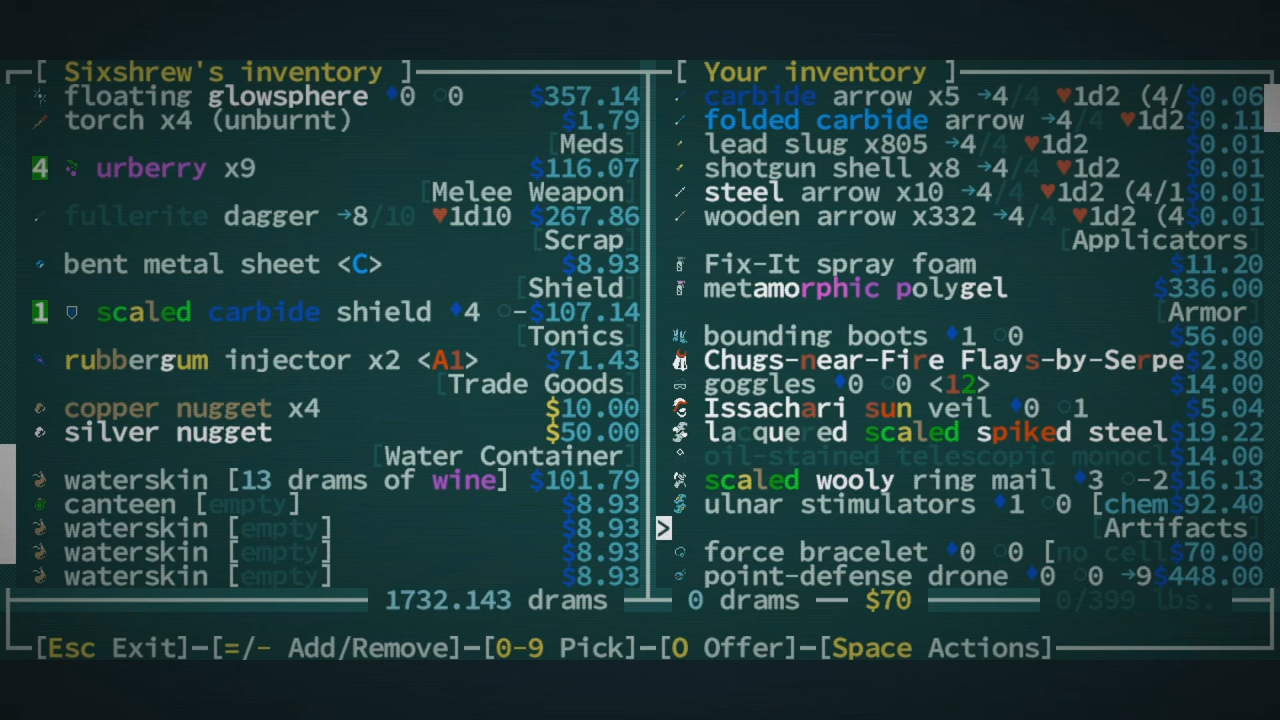 [ Sixshrew's inventory ]
floating glowsphere ♦0 ○0 $357.14
torch x4 (unburnt) $1.79
[Meds]
4 urberry x9 $116.07
[Melee Weapon]
fullerite dagger →8/10 ♥1d10 $267.86
[Scrap]
bent metal sheet <C> $8.93
[Shield]
1 scaled carbide shield ♦4 ○-$107.14
[Tonics]
rubbergum injector x2 <A1> $71.43
[Trade Goods]
copper nugget x4 $10.00
silver nugget $50.00
[Water Container]
waterskin [13 drams of wine] $101.79
canteen [empty] $8.93
waterskin [empty] $8.93
waterskin [empty] $8.93
waterskin [empty] $8.93
1732.143 drams
[ Your inventory ]
carbide arrow x5 →4/4 ♥1d2 (4/$0.06
folded carbide arrow →4/4 ♥1d2$0.11
lead slug x805 →4/4 ♥1d2 $0.01
shotgun shell x8 →4/4 ♥1d2 $0.01
steel arrow x10 →4/4 ♥1d2 (4/1$0.01
wooden arrow x332 →4/4 ♥1d2 (4$0.01
[Applicators]
Fix-It spray foam $11.20
metamorphic polygel $336.00
[Armor]
bounding boots ♦1 ○0 $56.00
Chugs-near-Fire Flays-by-Serpe$2.80
goggles ♦0 ○0 <12> $14.00
Issachari sun veil ♦0 ○1 $5.04
lacquered scaled spiked steel$19.22
oil-stained telescopic monocl$14.00
scaled wooly ring mail ♦3 ○-2$16.13
ulnar stimulators ♦1 ○0 [chem$92.40
> [Artifacts]
force bracelet ♦0 ○0 [no cell$70.00
point-defense drone ♦0 ○0 →9$448.00
0 drams — $70 0/399 lbs.
[Esc Exit]-[=/- Add/Remove]-[0-9 Pick]-[O Offer]-[Space Actions]